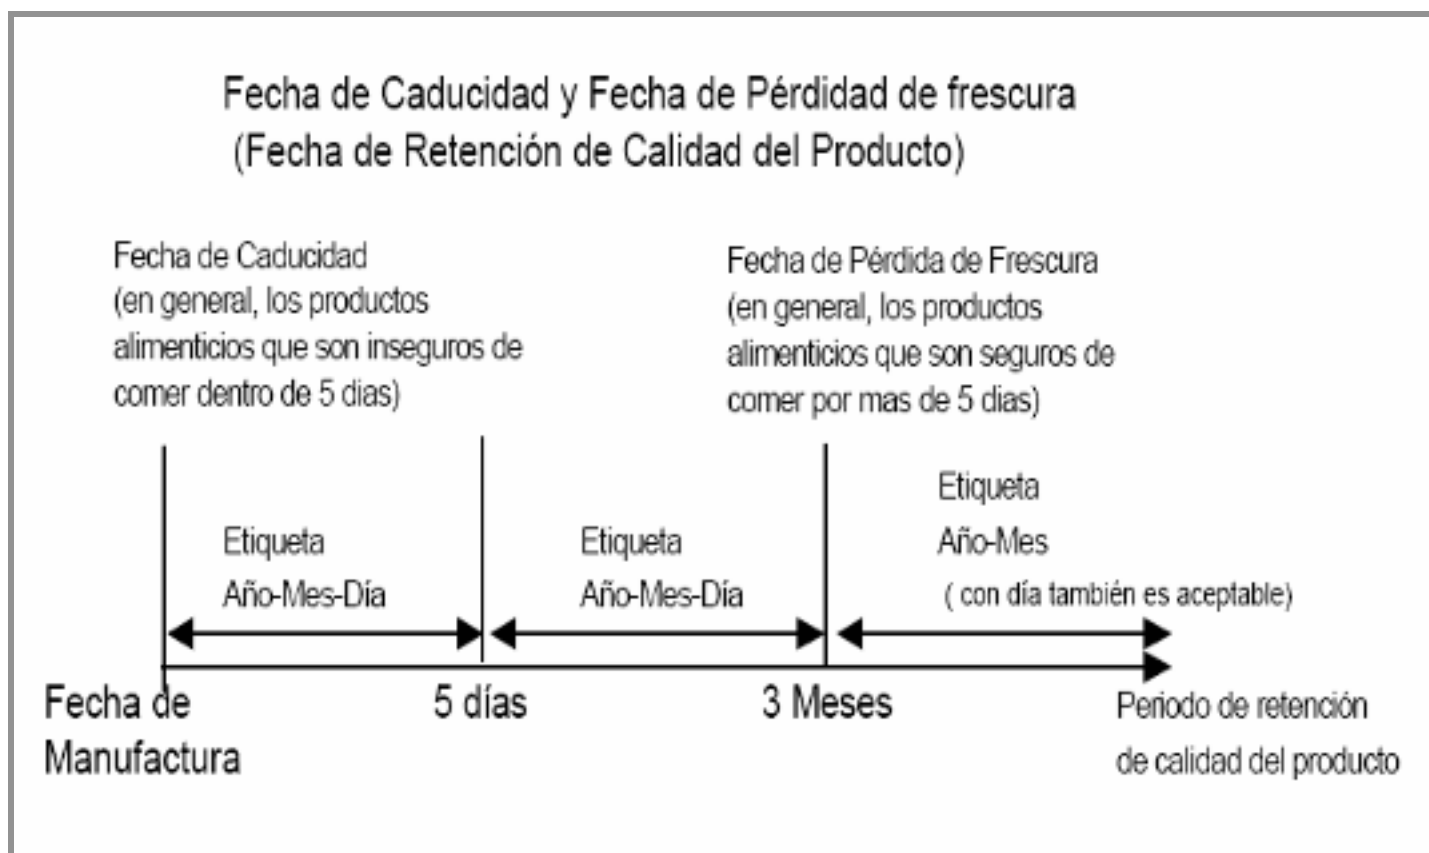 Fecha de Caducidad y Fecha de Pérdidad de frescura
(Fecha de Retención de Calidad del Producto)
Fecha de Caducidad
(en general, los productos
alimenticios que son inseguros de
comer dentro de 5 dias)
Fecha de Pérdida de Frescura
(en general, los productos
alimenticios que son seguros de
comer por mas de 5 dias)
Etiqueta
Año-Mes-Día
Etiqueta
Año-Mes-Día
Etiqueta
Año-Mes
( con día también es aceptable)
Fecha de
Manufactura
5 días
3 Meses
Periodo de retención
de calidad del producto